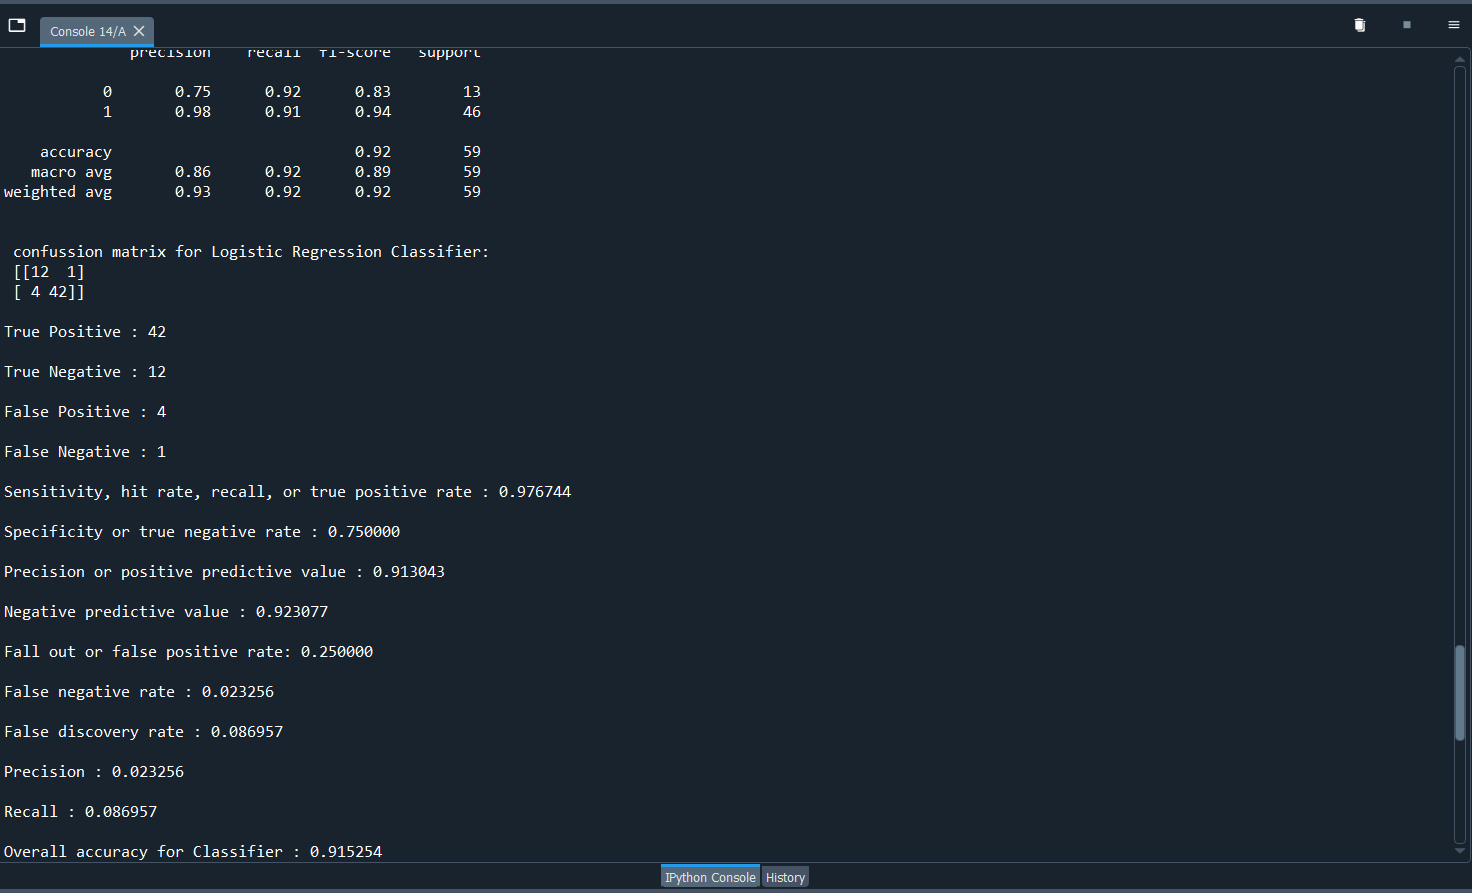 Console 14/A
precision recall f1-score support
0 0.75 0.92 0.83 13
1 0.98 0.91 0.94 46
accuracy 0.92 59
macro avg 0.86 0.92 0.89 59
weighted avg 0.93 0.92 0.92 59
confussion matrix for Logistic Regression Classifier:
[[12 1]
[ 4 42]]
True Positive : 42
True Negative : 12
False Positive : 4
False Negative : 1
Sensitivity, hit rate, recall, or true positive rate : 0.976744
Specificity or true negative rate : 0.750000
Precision or positive predictive value : 0.913043
Negative predictive value : 0.923077
Fall out or false positive rate: 0.250000
False negative rate : 0.023256
False discovery rate : 0.086957
Precision : 0.023256
Recall : 0.086957
Overall accuracy for Classifier : 0.915254
IPython Console History